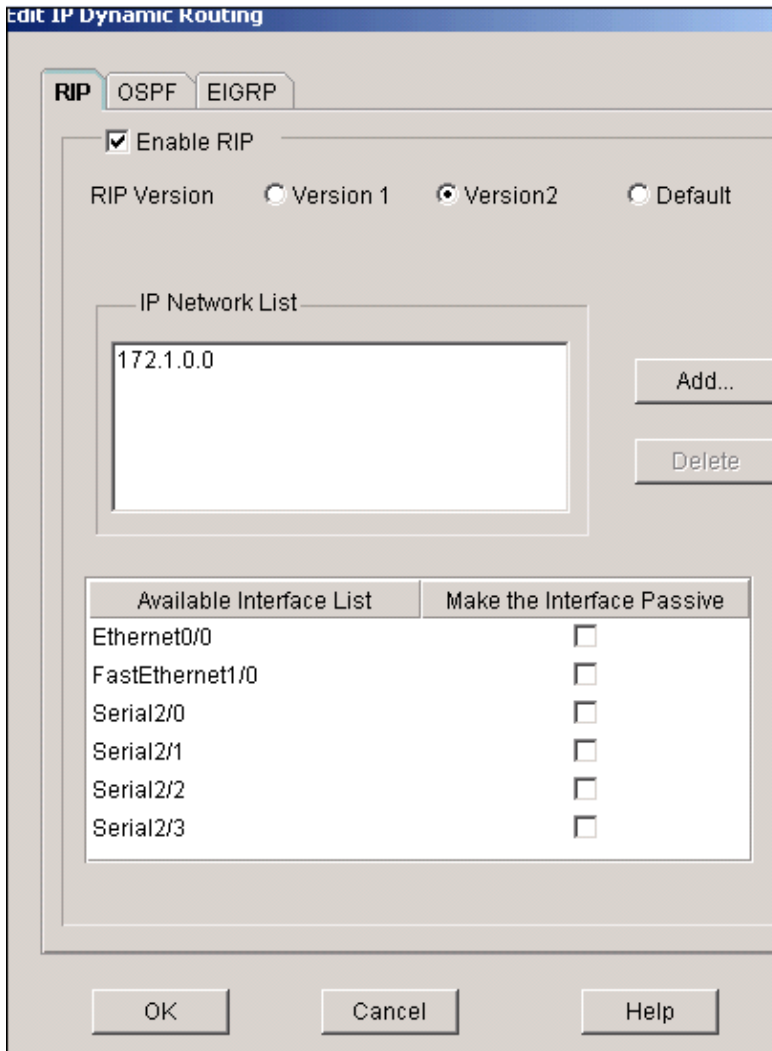 Edit IP Dynamic Routing
RIP OSPF EIGRP
Enable RIP
RIP Version Version 1 Version2 Default
IP Network List
172.1.0.0
Add...
Delete
Available Interface List Make the Interface Passive
Ethernet0/0
FastEthernet1/0
Serial2/0
Serial2/1
Serial2/2
Serial2/3
OK Cancel Help